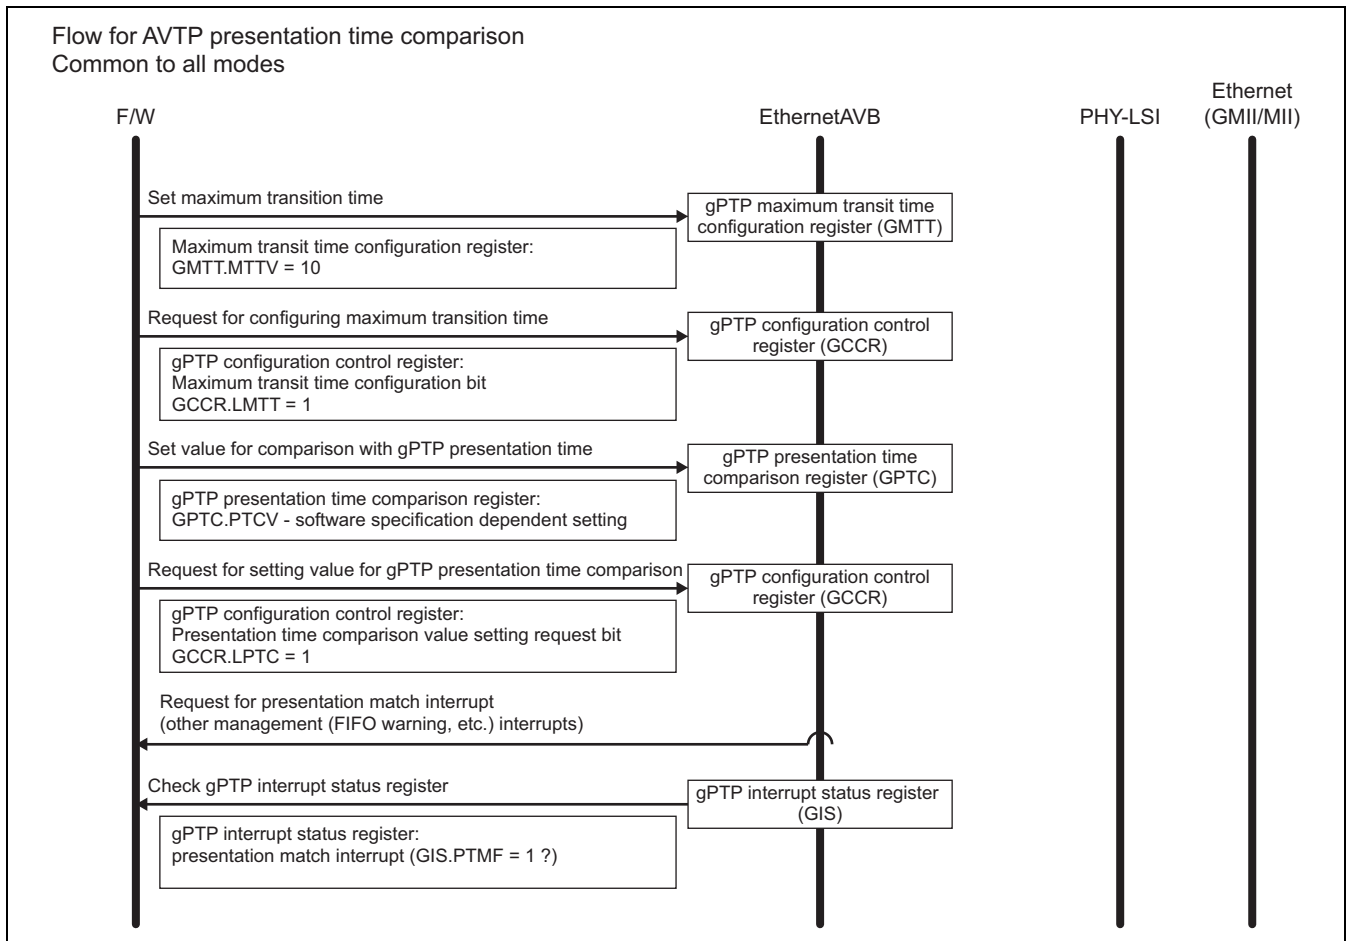 Flow for AVTP presentation time comparison
Common to all modes
F/W
EthernetAVB
PHY-LSI
Ethernet
(GMII/MII)
Set maximum transition time
gPTP maximum transit time
configuration register (GMTT)
Maximum transit time configuration register:
GMTT.MTTV = 10
Request for configuring maximum transition time
gPTP configuration control
register (GCCR)
gPTP configuration control register:
Maximum transit time configuration bit
GCCR.LMTT = 1
Set value for comparison with gPTP presentation time
gPTP presentation time
comparison register (GPTC)
gPTP presentation time comparison register:
GPTC.PTCV - software specification dependent setting
Request for setting value for gPTP presentation time comparison
gPTP configuration control
register (GCCR)
gPTP configuration control register:
Presentation time comparison value setting request bit
GCCR.LPTC = 1
Request for presentation match interrupt
(other management (FIFO warning, etc.) interrupts)
Check gPTP interrupt status register
gPTP interrupt status register
(GIS)
gPTP interrupt status register:
presentation match interrupt (GIS.PTMF = 1 ?)